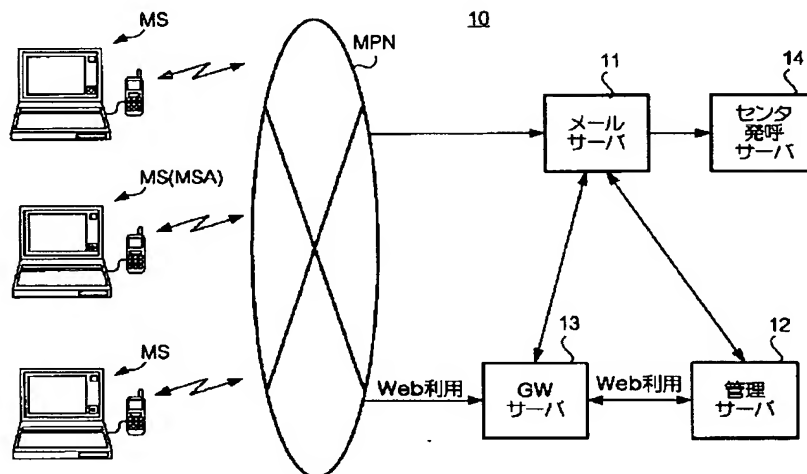 10
MS
MPN
11
メール
サーバ
14
センタ
発呼
サーバ
MS(MSA)
MS
Web利用
13
GW
サーバ
Web利用
12
管理
サーバ